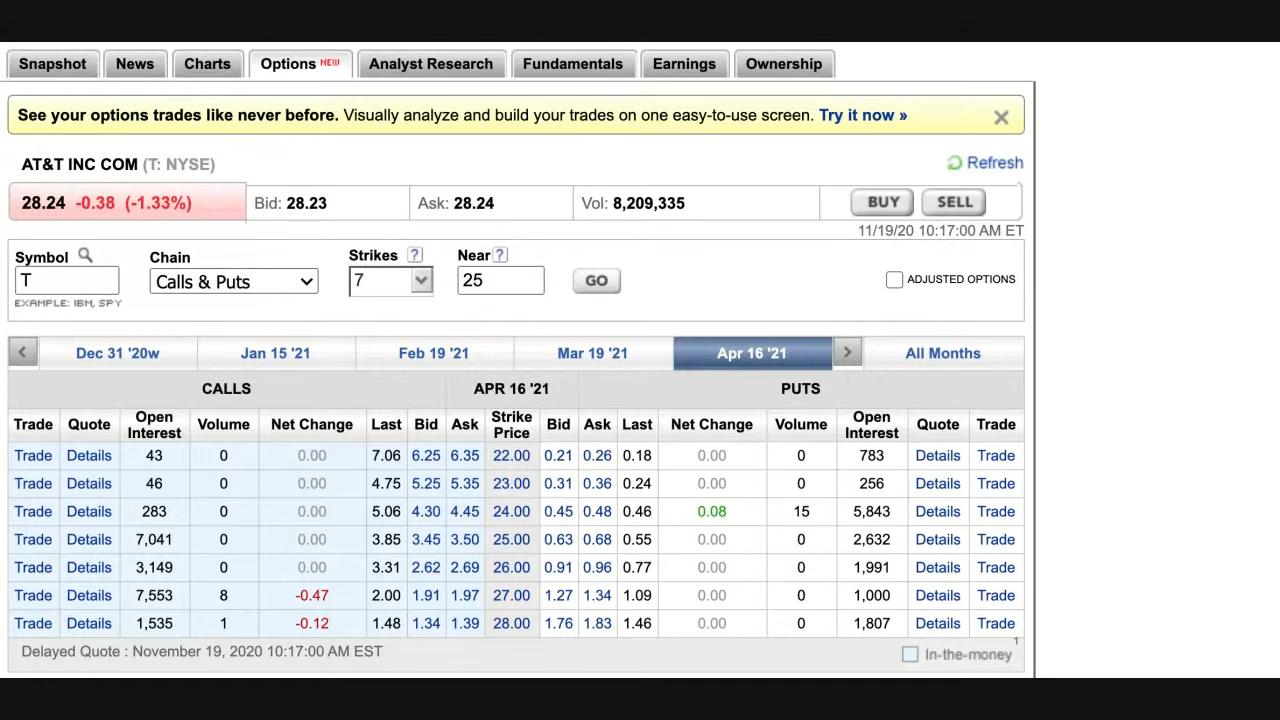 Snapshot News Charts Options NEW Analyst Research Fundamentals Earnings Ownership
See your options trades like never before. Visually analyze and build your trades on one easy-to-use screen. Try it now »
AT&T INC COM (T: NYSE) Refresh
28.24 -0.38 (-1.33%) Bid: 28.23 Ask: 28.24 Vol: 8,209,335 BUY SELL
11/19/20 10:17:00 AM ET
Symbol Chain Strikes ? Near ?
T Calls & Puts 7 25 GO ADJUSTED OPTIONS
EXAMPLE: IBM, SPY
< Dec 31 '20w Jan 15 '21 Feb 19 '21 Mar 19 '21 Apr 16 '21 > All Months
CALLS APR 16 '21 PUTS
Trade Quote Open Interest Volume Net Change Last Bid Ask Strike Price Bid Ask Last Net Change Volume Open Interest Quote Trade
Trade Details 43 0 0.00 7.06 6.25 6.35 22.00 0.21 0.26 0.18 0.00 0 783 Details Trade
Trade Details 46 0 0.00 4.75 5.25 5.35 23.00 0.31 0.36 0.24 0.00 0 256 Details Trade
Trade Details 283 0 0.00 5.06 4.30 4.45 24.00 0.45 0.48 0.46 0.08 15 5,843 Details Trade
Trade Details 7,041 0 0.00 3.85 3.45 3.50 25.00 0.63 0.68 0.55 0.00 0 2,632 Details Trade
Trade Details 3,149 0 0.00 3.31 2.62 2.69 26.00 0.91 0.96 0.77 0.00 0 1,991 Details Trade
Trade Details 7,553 8 -0.47 2.00 1.91 1.97 27.00 1.27 1.34 1.09 0.00 0 1,000 Details Trade
Trade Details 1,535 1 -0.12 1.48 1.34 1.39 28.00 1.76 1.83 1.46 0.00 0 1,807 Details Trade
Delayed Quote : November 19, 2020 10:17:00 AM EST In-the-money 1